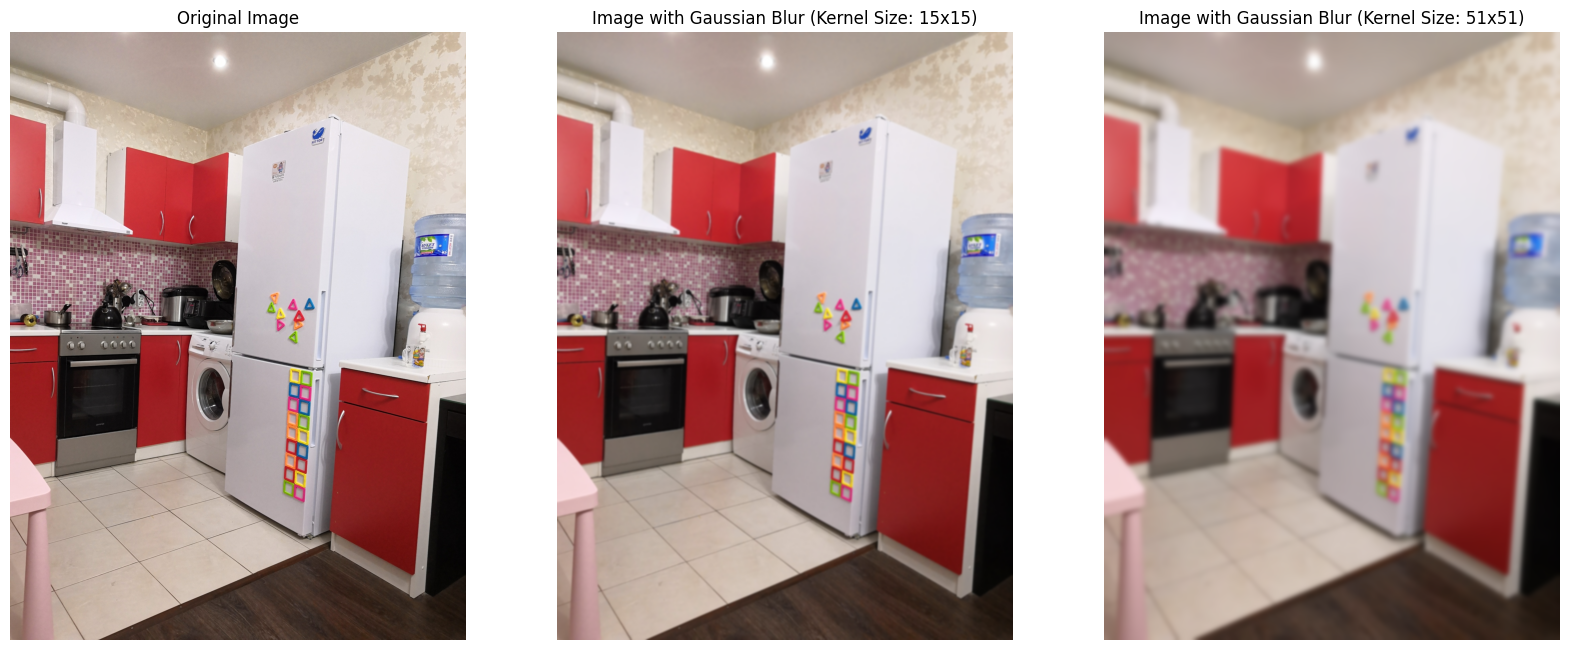 Original Image
Image with Gaussian Blur (Kernel Size: 15x15)
Image with Gaussian Blur (Kernel Size: 51x51)